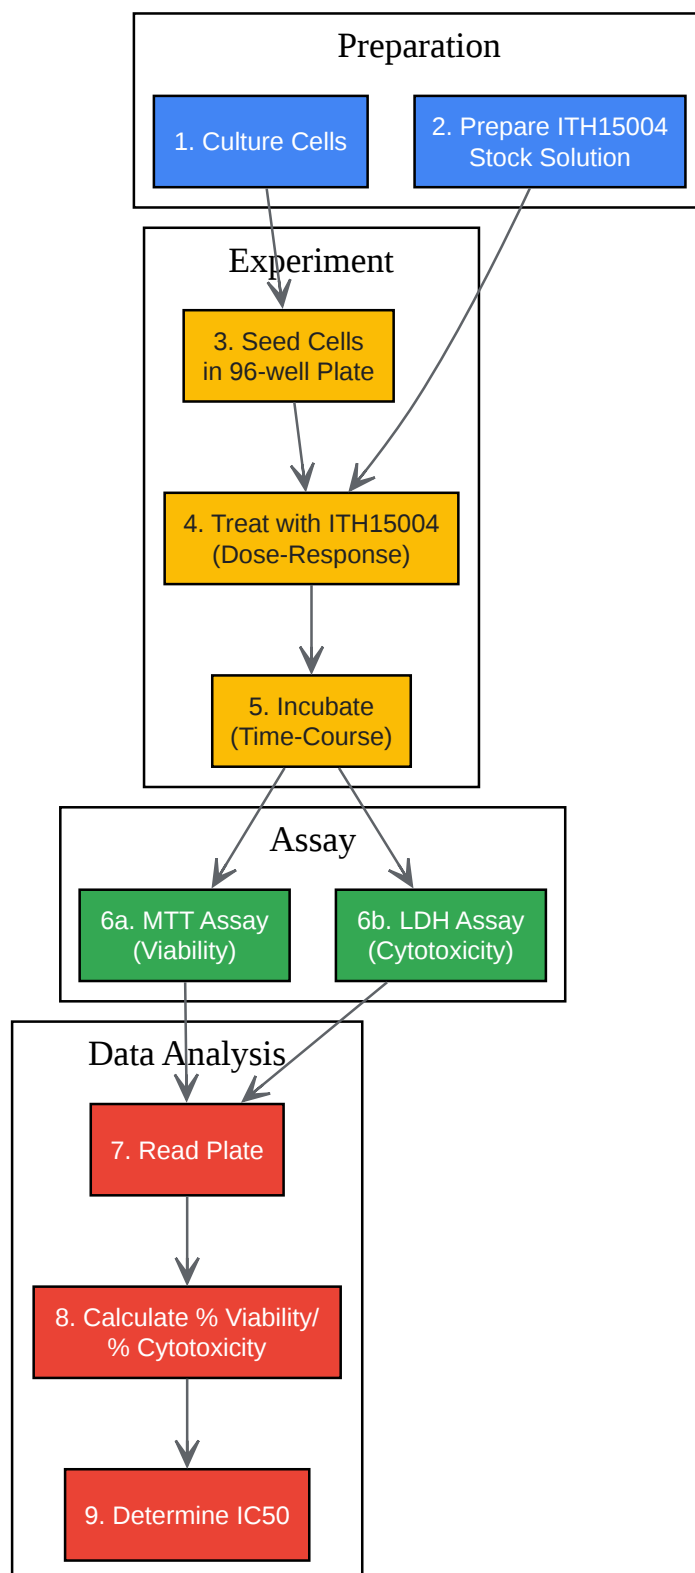 Preparation
1. Culture Cells
2. Prepare ITH15004
Stock Solution
Experiment
3. Seed Cells
in 96-well Plate
4. Treat with ITH15004
(Dose-Response)
5. Incubate
(Time-Course)
Assay
6a. MTT Assay
(Viability)
6b. LDH Assay
(Cytotoxicity)
Data Analysis
7. Read Plate
8. Calculate % Viability/
% Cytotoxicity
9. Determine IC50